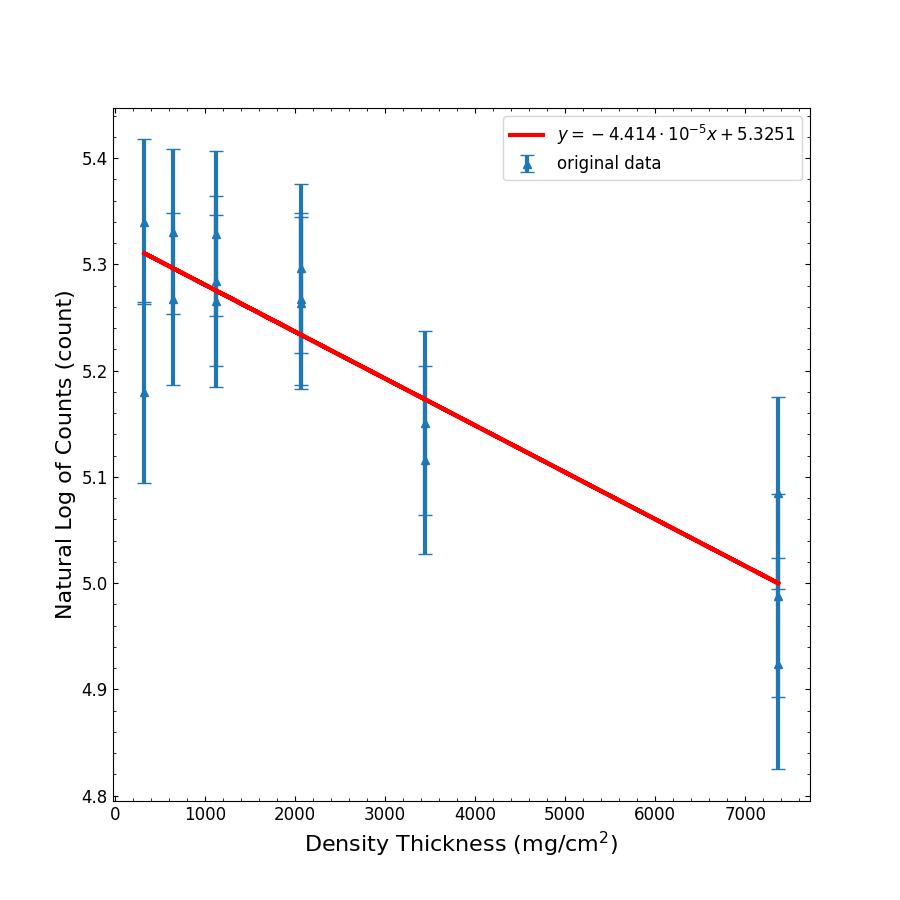 y = − 4.414 · 10⁻⁵x + 5.3251
original data
5.4
5.3
5.2
5.1
5.0
4.9
4.8
Natural Log of Counts (count)
0 1000 2000 3000 4000 5000 6000 7000
Density Thickness (mg/cm²)